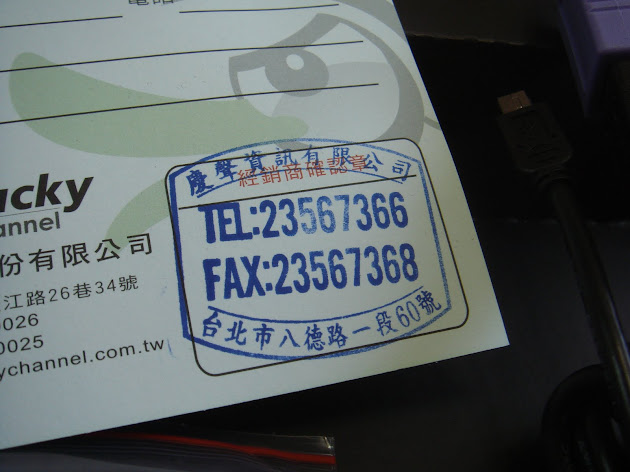 電話
慶聲資訊有限公司
經銷商確認章
TEL:23567366
FAX:23567368
台北市八德路一段60號
ucky
annel
份有限公司
江路26巷34號
0026
0025
ychannel.com.tw